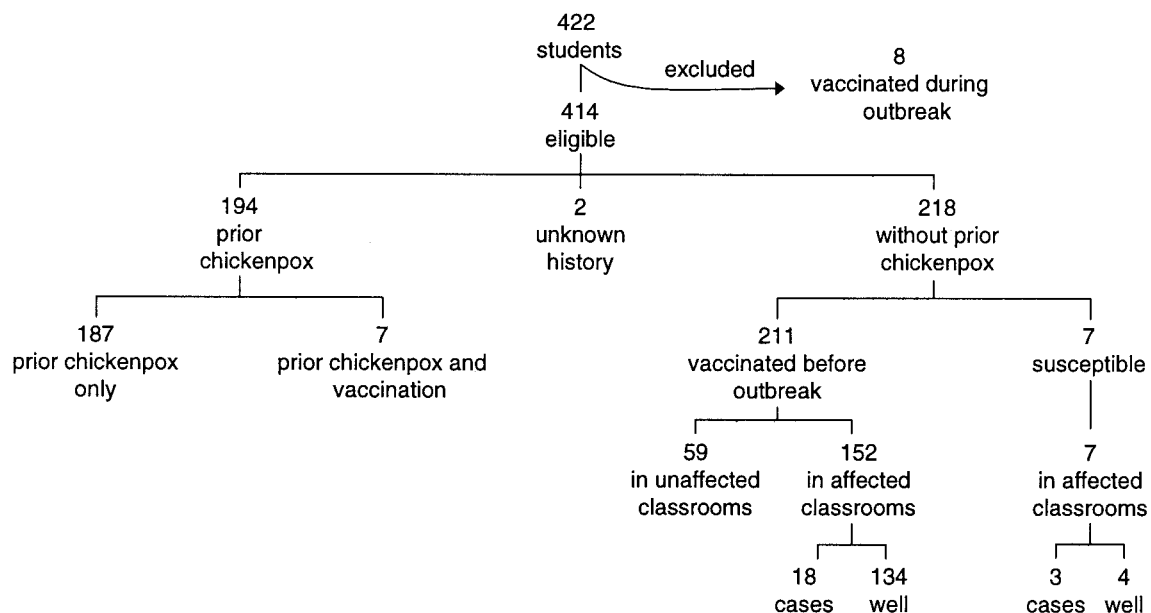 422
students
excluded
8
vaccinated during
outbreak
414
eligible
194
prior
chickenpox
2
unknown
history
218
without prior
chickenpox
187
prior chickenpox
only
7
prior chickenpox and
vaccination
211
vaccinated before
outbreak
7
susceptible
59
in unaffected
classrooms
152
in affected
classrooms
7
in affected
classrooms
18
cases
134
well
3
cases
4
well